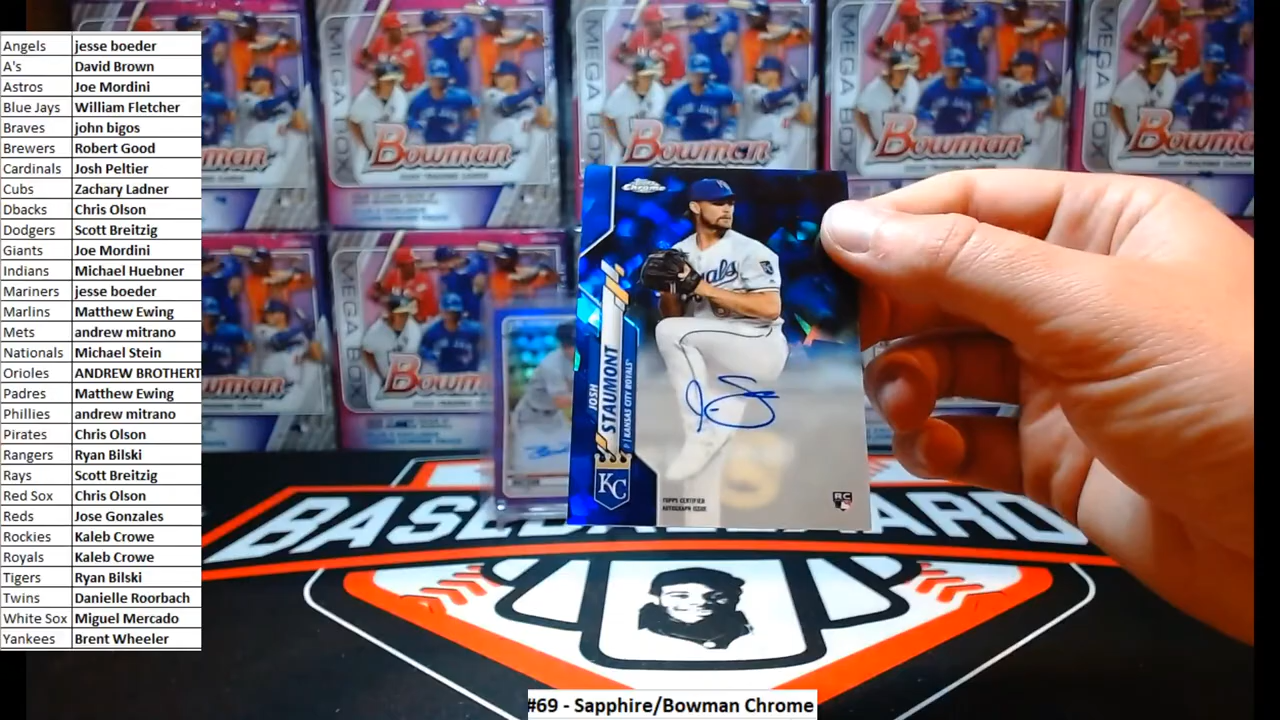 Angels jesse boeder
A's David Brown
Astros Joe Mordini
Blue Jays William Fletcher
Braves john bigos
Brewers Robert Good
Cardinals Josh Peltier
Cubs Zachary Ladner
Dbacks Chris Olson
Dodgers Scott Breitzig
Giants Joe Mordini
Indians Michael Huebner
Mariners jesse boeder
Marlins Matthew Ewing
Mets andrew mitrano
Nationals Michael Stein
Orioles ANDREW BROTHERT
Padres Matthew Ewing
Phillies andrew mitrano
Pirates Chris Olson
Rangers Ryan Bilski
Rays Scott Breitzig
Red Sox Chris Olson
Reds Jose Gonzales
Rockies Kaleb Crowe
Royals Kaleb Crowe
Tigers Ryan Bilski
Twins Danielle Roorbach
White Sox Miguel Mercado
Yankees Brent Wheeler
MEGA BOX
Bowman
MEGA BOX
Bowman
MEGA BOX
Bowman
MEGA BOX
Bowman
MEGA BOX
Bowman
Chrome
JOSH
STAUMONT
P | KANSAS CITY ROYALS
KC
TOPPS CERTIFIED
AUTOGRAPH ISSUE
RC
#69 - Sapphire/Bowman Chrome